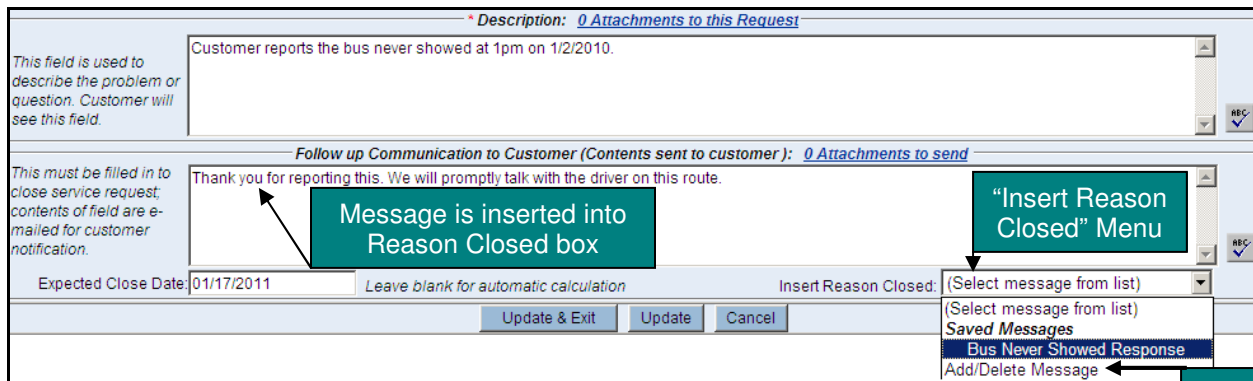 * Description: 0 Attachments to this Request
This field is used to
describe the problem or
question. Customer will
see this field.
Customer reports the bus never showed at 1pm on 1/2/2010.
ABC
Follow up Communication to Customer (Contents sent to customer ): 0 Attachments to send
This must be filled in to
close service request;
contents of field are e-
mailed for customer
notification.
Thank you for reporting this. We will promptly talk with the driver on this route.
Message is inserted into
Reason Closed box
“Insert Reason
Closed” Menu
ABC
Expected Close Date: 01/17/2011 Leave blank for automatic calculation Insert Reason Closed: (Select message from list)
(Select message from list)
Saved Messages
Bus Never Showed Response
Add/Delete Message
Update & Exit Update Cancel